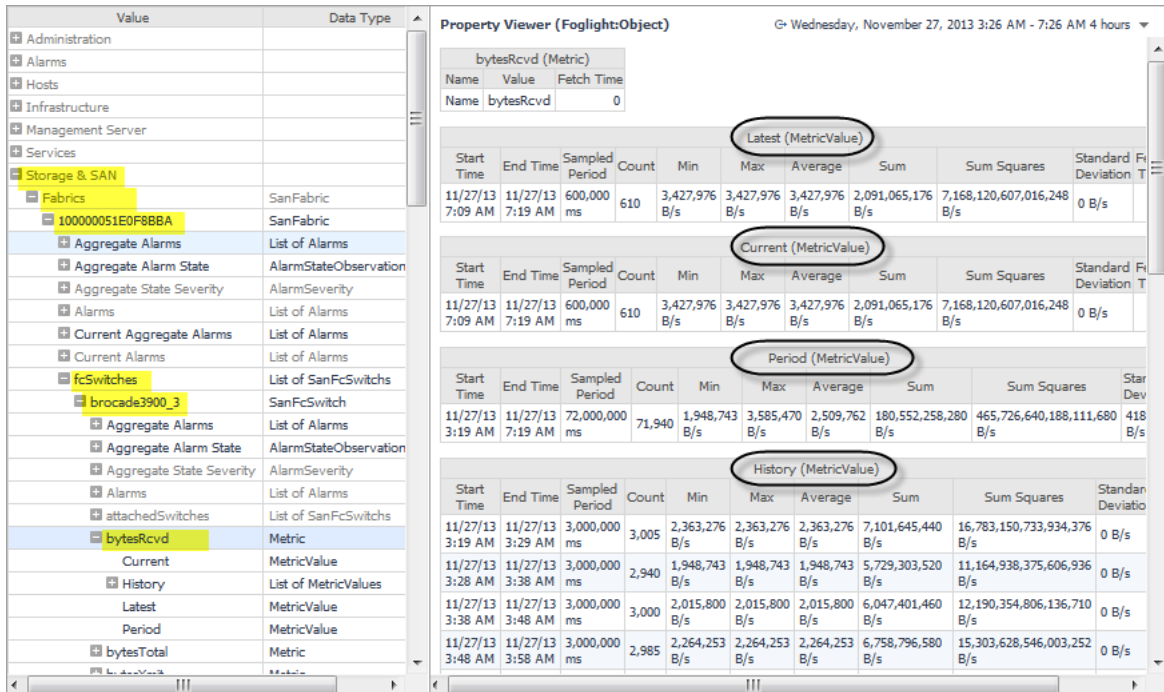 Value Data Type
Administration
Alarms
Hosts
Infrastructure
Management Server
Services
Storage & SAN
Fabrics SanFabric
100000051E0F8BBA SanFabric
Aggregate Alarms List of Alarms
Aggregate Alarm State AlarmStateObservation
Aggregate State Severity AlarmSeverity
Alarms List of Alarms
Current Aggregate Alarms List of Alarms
Current Alarms List of Alarms
fcSwitches List of SanFcSwitchs
brocade3900_3 SanFcSwitch
Aggregate Alarms List of Alarms
Aggregate Alarm State AlarmStateObservation
Aggregate State Severity AlarmSeverity
Alarms List of Alarms
attachedSwitches List of SanFcSwitchs
bytesRcvd Metric
Current MetricValue
History List of MetricValues
Latest MetricValue
Period MetricValue
bytesTotal Metric
Property Viewer (Foglight:Object) Wednesday, November 27, 2013 3:26 AM - 7:26 AM 4 hours
bytesRcvd (Metric)
Name Value Fetch Time
Name bytesRcvd 0
Latest (MetricValue)
Start End Time Sampled Count Min Max Average Sum Sum Squares Standard Fe
Time Period Deviation T
11/27/13 11/27/13 600,000 610 3,427,976 3,427,976 3,427,976 2,091,065,176 7,168,120,607,016,248 0 B/s
7:09 AM 7:19 AM ms B/s B/s B/s B/s B/s
Current (MetricValue)
Start End Time Sampled Count Min Max Average Sum Sum Squares Standard Fe
Time Period Deviation T
11/27/13 11/27/13 600,000 610 3,427,976 3,427,976 3,427,976 2,091,065,176 7,168,120,607,016,248 0 B/s
7:09 AM 7:19 AM ms B/s B/s B/s B/s B/s
Period (MetricValue)
Start End Time Sampled Count Min Max Average Sum Sum Squares Star
Time Period Dev
11/27/13 11/27/13 72,000,000 71,940 1,948,743 3,585,470 2,509,762 180,552,258,280 465,726,640,188,111,680 418
3:19 AM 7:19 AM ms B/s B/s B/s B/s B/s B/s
History (MetricValue)
Start End Time Sampled Count Min Max Average Sum Sum Squares Standar
Time Period Deviatio
11/27/13 11/27/13 3,000,000 3,005 2,363,276 2,363,276 2,363,276 7,101,645,440 16,783,150,733,934,376 0 B/s
3:19 AM 3:29 AM ms B/s B/s B/s B/s B/s
11/27/13 11/27/13 3,000,000 2,940 1,948,743 1,948,743 1,948,743 5,729,303,520 11,164,938,375,606,936 0 B/s
3:28 AM 3:38 AM ms B/s B/s B/s B/s B/s
11/27/13 11/27/13 3,000,000 3,000 2,015,800 2,015,800 2,015,800 6,047,401,460 12,190,354,806,136,710 0 B/s
3:38 AM 3:48 AM ms B/s B/s B/s B/s B/s
11/27/13 11/27/13 3,000,000 2,985 2,264,253 2,264,253 2,264,253 6,758,796,580 15,303,628,546,003,252 0 B/s
3:48 AM 3:58 AM ms B/s B/s B/s B/s B/s